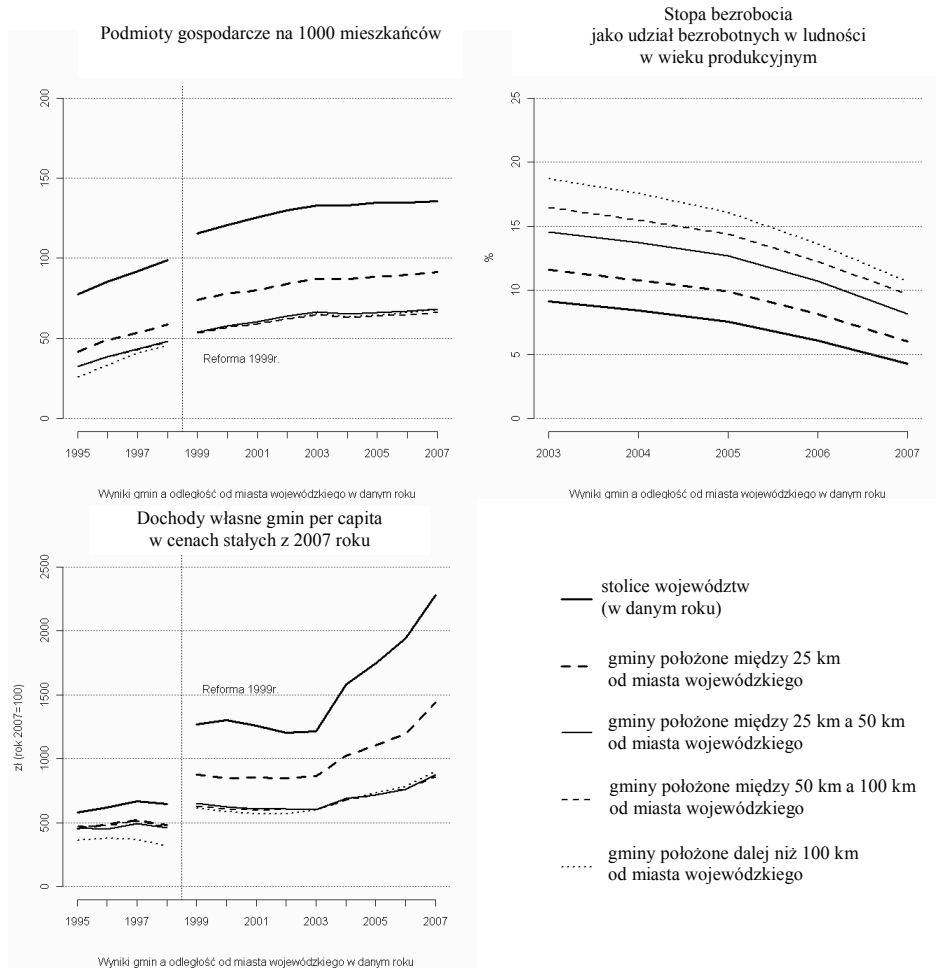 Podmioty gospodarcze na 1000 mieszkańców
200
150
100
50
0
Reforma 1999r.
1995 1997 1999 2001 2003 2005 2007
Wyniki gmin a odległość od miasta wojewódzkiego w danym roku
Stopa bezrobocia
jako udział bezrobotnych w ludności
w wieku produkcyjnym
25
20
15
10
5
0
%
2003 2004 2005 2006 2007
Wyniki gmin a odległość od miasta wojewódzkiego w danym roku
Dochody własne gmin per capita
w cenach stałych z 2007 roku
2500
2000
1500
1000
500
0
zł (rok 2007=100)
Reforma 1999r.
1995 1997 1999 2001 2003 2005 2007
Wyniki gmin a odległość od miasta wojewódzkiego w danym roku
stolice województw
(w danym roku)
gminy położone między 25 km
od miasta wojewódzkiego
gminy położone między 25 km a 50 km
od miasta wojewódzkiego
gminy położone między 50 km a 100 km
od miasta wojewódzkiego
gminy położone dalej niż 100 km
od miasta wojewódzkiego